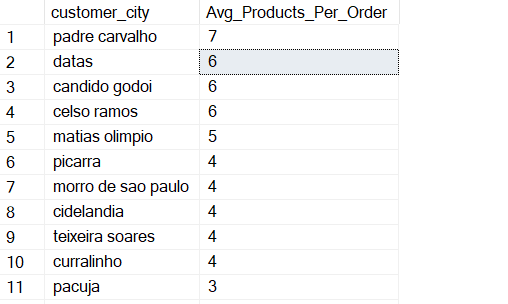 customer_city Avg_Products_Per_Order
1 padre carvalho 7
2 datas 6
3 candido godoi 6
4 celso ramos 6
5 matias olimpio 5
6 picarra 4
7 morro de sao paulo 4
8 cidelandia 4
9 teixeira soares 4
10 curralinho 4
11 pacuja 3